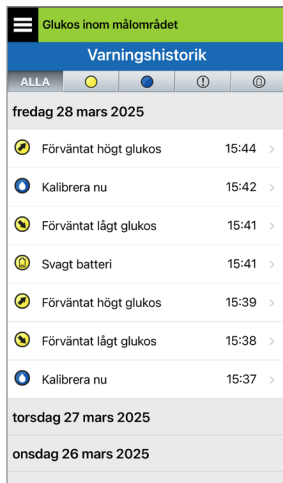 Glukos inom målområdet
Varningshistorik
ALLA
fredag 28 mars 2025
Förväntat högt glukos 15:44
Kalibrera nu 15:42
Förväntat lågt glukos 15:41
Svagt batteri 15:41
Förväntat högt glukos 15:39
Förväntat lågt glukos 15:38
Kalibrera nu 15:37
torsdag 27 mars 2025
onsdag 26 mars 2025